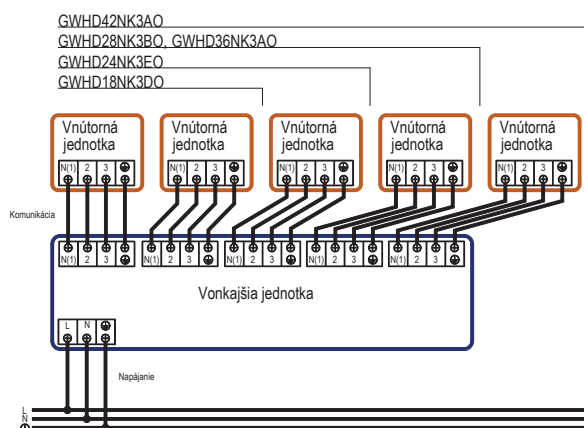 GWHD42NK3AO
GWHD28NK3BO, GWHD36NK3AO
GWHD24NK3EO
GWHD18NK3DO
Vnútorná jednotka
Vnútorná jednotka
Vnútorná jednotka
Vnútorná jednotka
Vnútorná jednotka
N(1) 2 3
N(1) 2 3
N(1) 2 3
N(1) 2 3
N(1) 2 3
Komunikácia
N(1) 2 3
N(1) 2 3
N(1) 2 3
N(1) 2 3
N(1) 2 3
Vonkajšia jednotka
L N
Napájanie
L
N